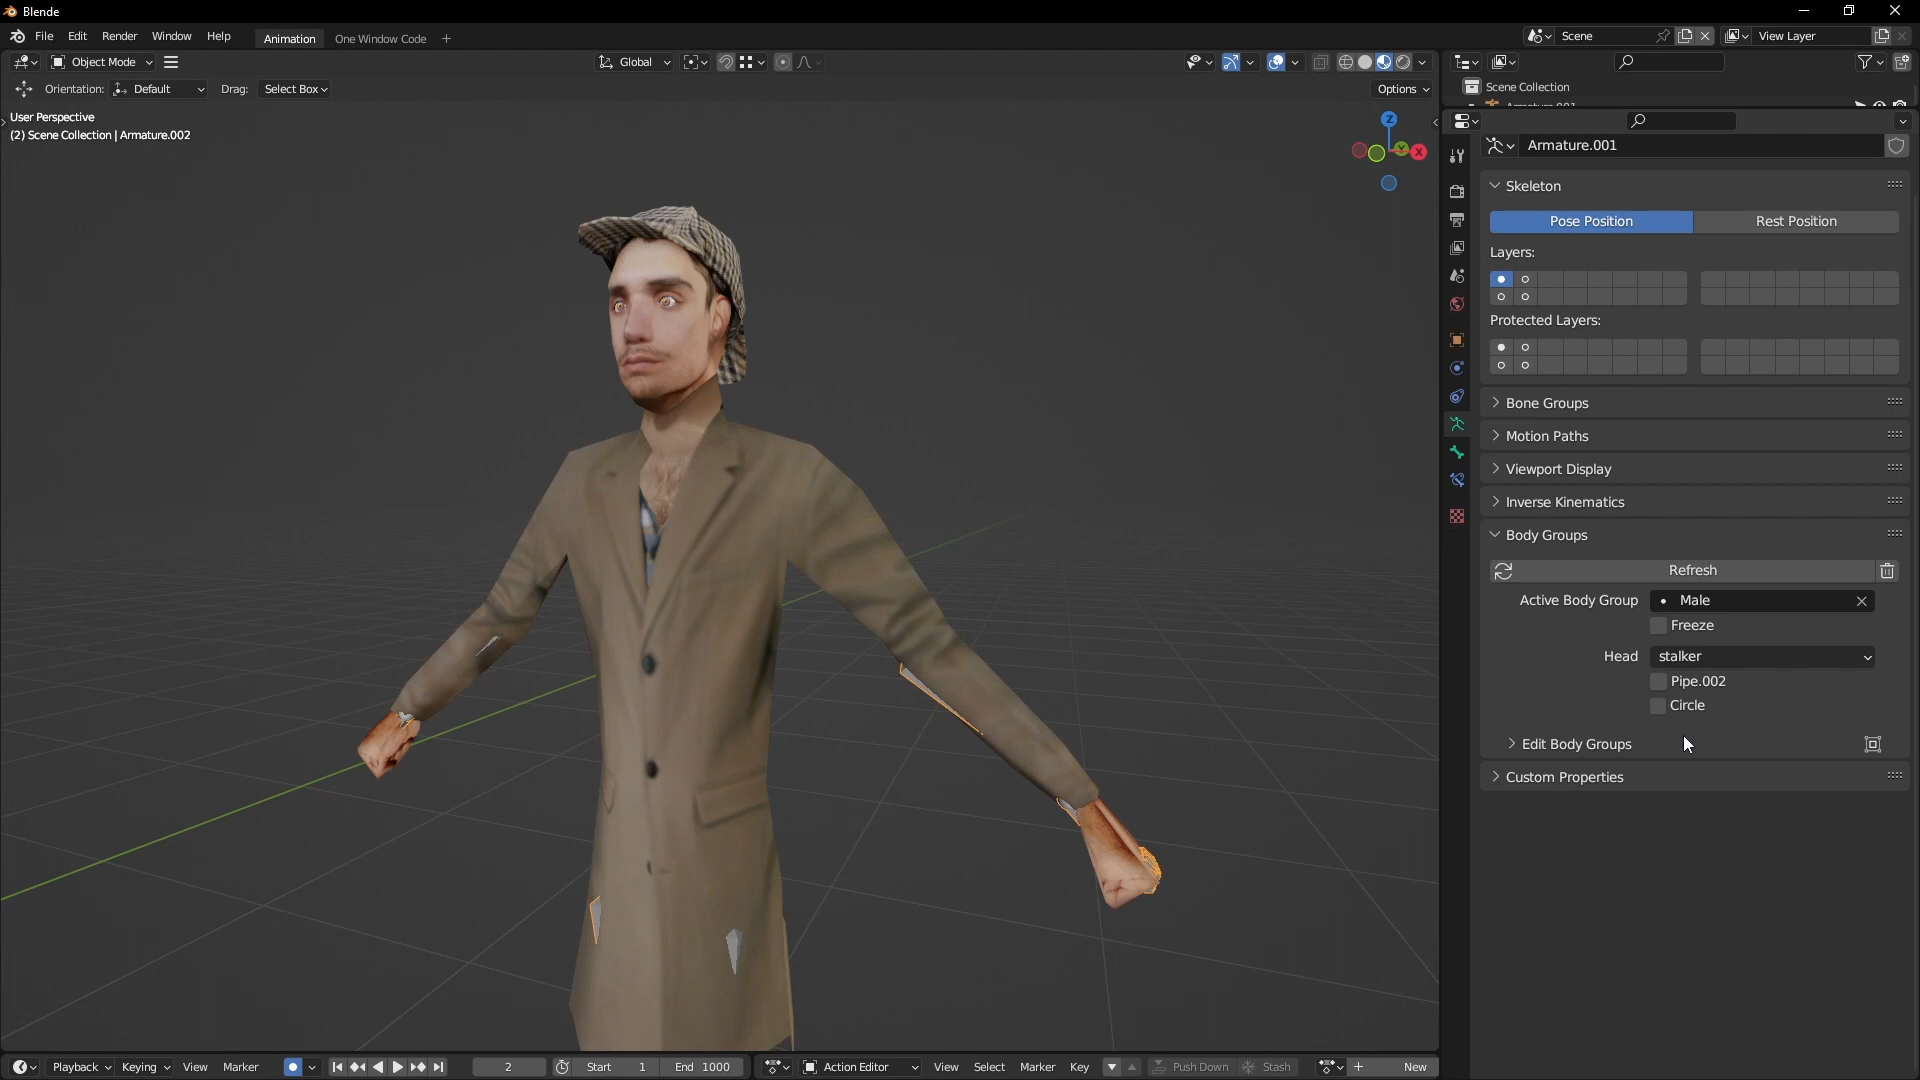 Blende
File Edit Render Window Help Animation One Window Code + Scene View Layer
Object Mode Global
Orientation: Default Drag: Select Box Options
Scene Collection
User Perspective
(2) Scene Collection | Armature.002
Z
Y
X
Armature.001
Skeleton
Pose Position Rest Position
Layers:
Protected Layers:
Bone Groups
Motion Paths
Viewport Display
Inverse Kinematics
Body Groups
Refresh
Active Body Group Male
Freeze
Head stalker
Pipe.002
Circle
Edit Body Groups
Custom Properties
Playback Keying View Marker 2 Start 1 End 1000 Action Editor View Select Marker Key Push Down Stash + New